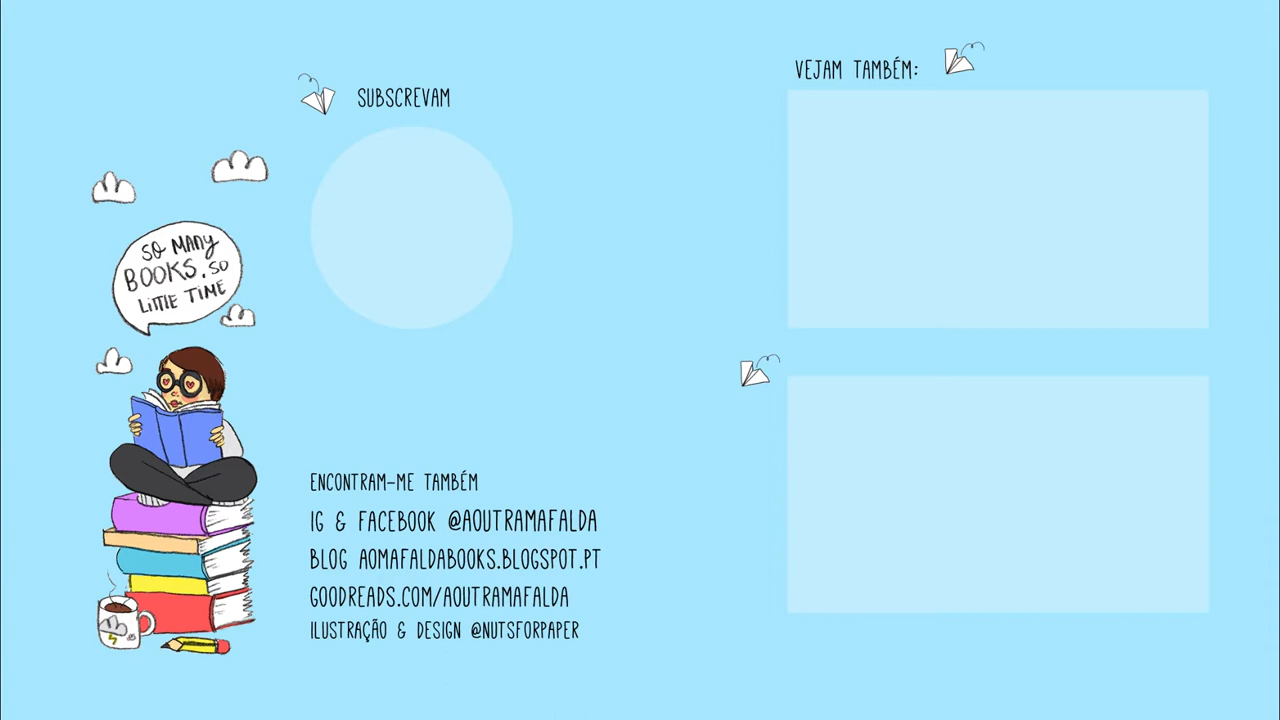 VEJAM TAMBÉM:
SUBSCREVAM
SO MANY
BOOKS, SO
LITTLE TIME
ENCONTRAM-ME TAMBÉM
IG & FACEBOOK @AOUTRAMAFALDA
BLOG AOMAFALDABOOKS.BLOGSPOT.PT
GOODREADS.COM/AOUTRAMAFALDA
ILUSTRAÇÃO & DESIGN @NUTSFORPAPER